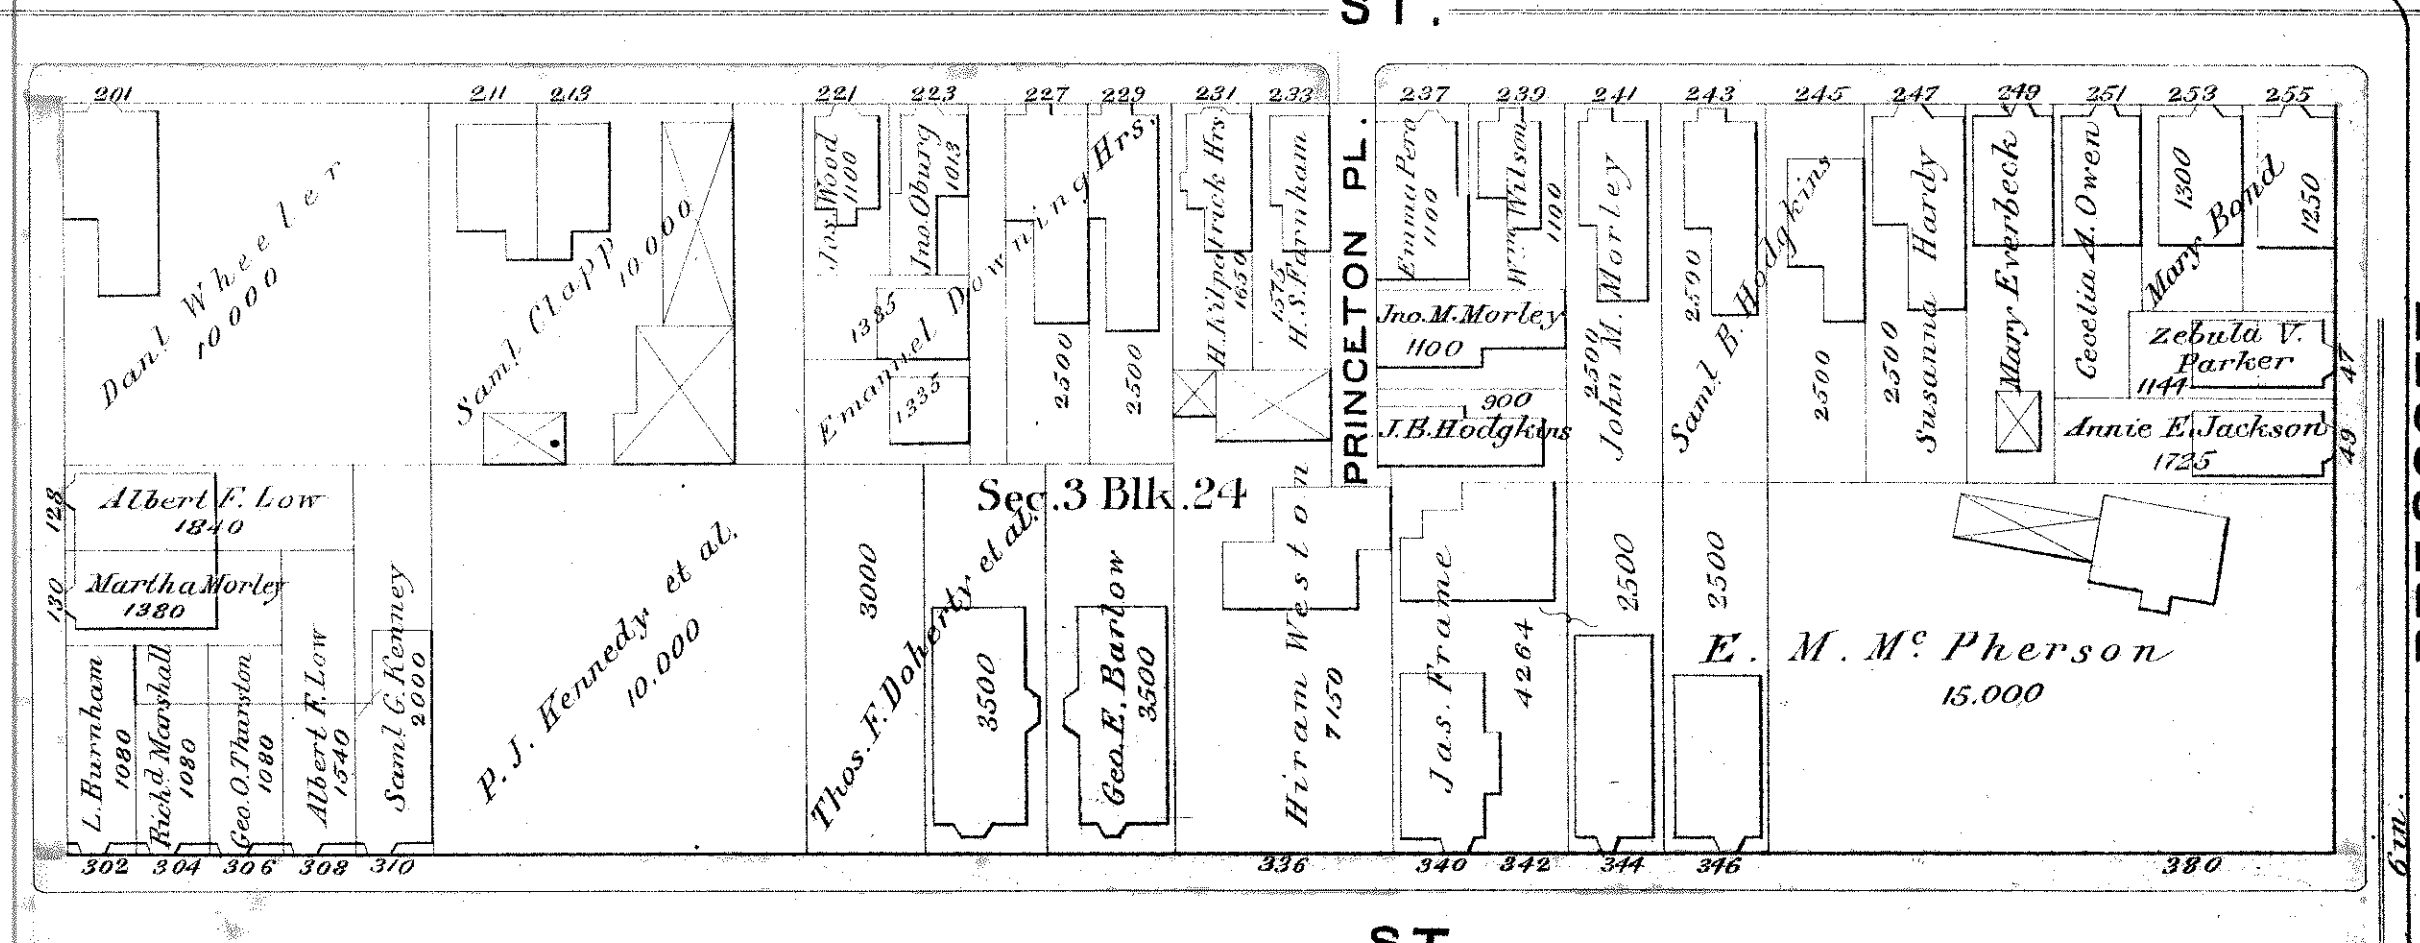 ST.
201 211 213 221 223 227 229 231 233 237 239 241 243 245 247 249 251 253 255
Danl Wheeler
10000
Saml Clapp
10000
Jos. Wood
1100
Jno. Oburg
1013
1385
1335
Emanuel Downing Hrs.
2500
2500
H. Kilpatrick Hrs
1650
1575
H. S. Farnham
PRINCETON PL.
Emma Pero
1100
Wm. Wilson
1100
Jno. M. Morley
1100
900
J. B. Hodgkins
2500
John M. Morley
2500
Saml B. Hodgkins
2500
2500
Susanna Hardy
Mary Everbeck
Cecelia A. Owen
1300
Mary Bond
1250
Zebula V.
Parker
1144
47
Annie E. Jackson
1725
49
128
Albert F. Low
1840
130
Martha Morley
1380
L. Burnham
1080
Richd Marshall
1080
Geo. O. Thurston
1080
Albert F. Low
1540
Saml G. Kenney
2000
P. J. Kennedy et al.
10.000
Sec. 3 Blk. 24
3000
Thos. F. Doherty et al.
3500
Geo. E. Barlow
3500
Hiram Weston
7150
Jas. Frame
4264
2500
2500
E. M. Mc Pherson
15.000
302 304 306 308 310 336 340 342 344 346 380
6in.
ST